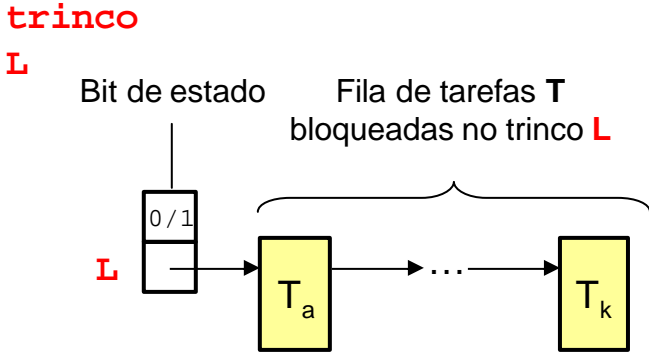 trinco
L
Bit de estado
Fila de tarefas T
bloqueadas no trinco L
0/1
L
Ta
...
Tk